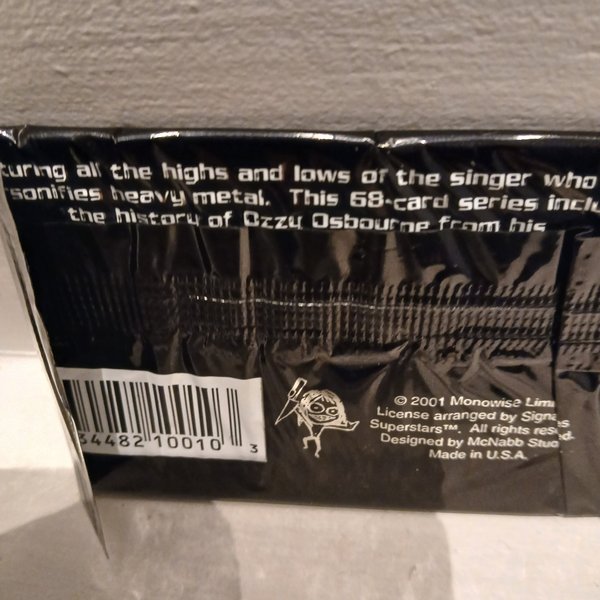 turing all the highs and lows of the singer who
rsonifies heavy metal. This 68-card series inclu
the history of Ozzy Osbourne from his
© 2001 Monowise Limi
License arranged by Signa s
Superstars™. All rights rese d.
Designed by McNabb Stud
Made in U.S.A.
34482 10010 3